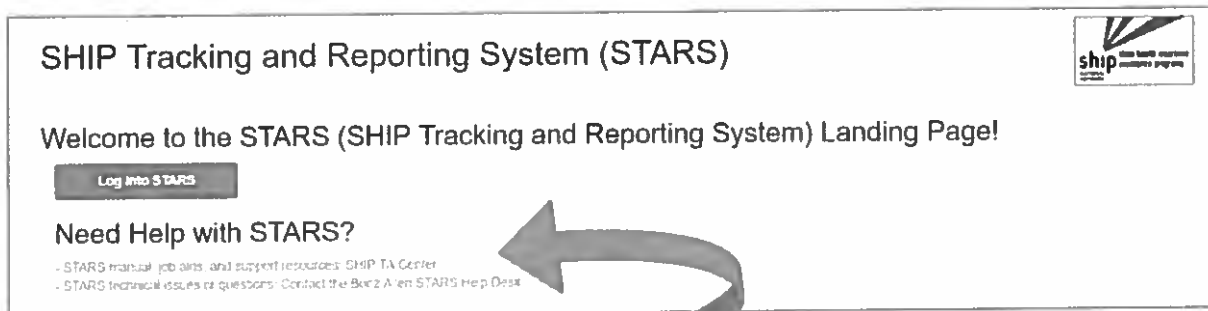 SHIP Tracking and Reporting System (STARS)
ship
Welcome to the STARS (SHIP Tracking and Reporting System) Landing Page!
Log into STARS
Need Help with STARS?
- STARS manual, job aids, and support resources: SHIP TA Center
- STARS technical issues or questions: Contact the Booz Allen STARS Help Desk